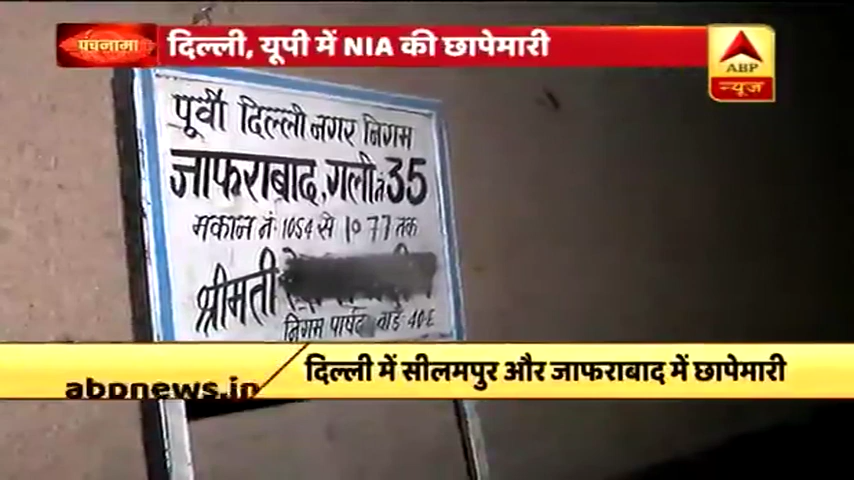 पंचनामा
दिल्ली, यूपी में NIA की छापेमारी
ABP
न्यूज़
पूर्वी दिल्ली नगर निगम
जाफराबाद, गली नं 35
मकान नं. 1054 से 1077 तक
श्रीमती
निगम पार्षद वार्ड 40-E
दिल्ली में सीलमपुर और जाफराबाद में छापेमारी
abpnews.in